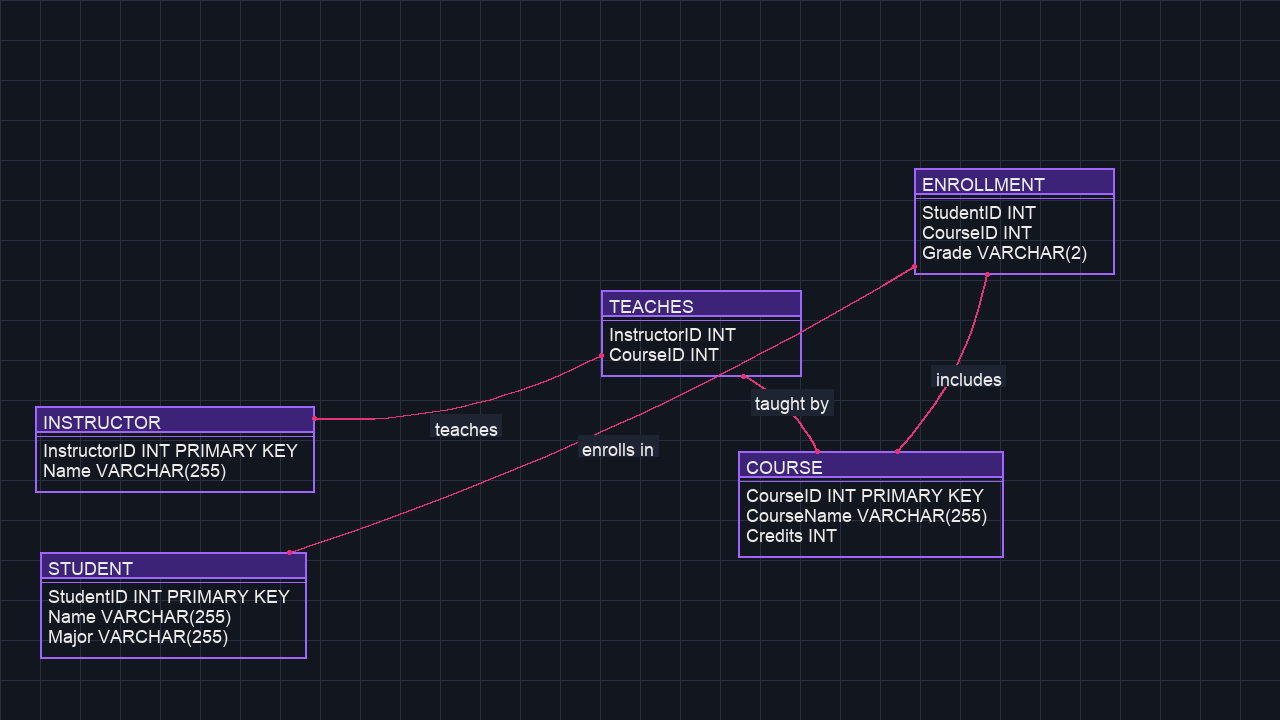 ENROLLMENT
StudentID INT
CourseID INT
Grade VARCHAR(2)
TEACHES
InstructorID INT
CourseID INT
includes
taught by
INSTRUCTOR
InstructorID INT PRIMARY KEY
Name VARCHAR(255)
teaches
enrolls in
COURSE
CourseID INT PRIMARY KEY
CourseName VARCHAR(255)
Credits INT
STUDENT
StudentID INT PRIMARY KEY
Name VARCHAR(255)
Major VARCHAR(255)